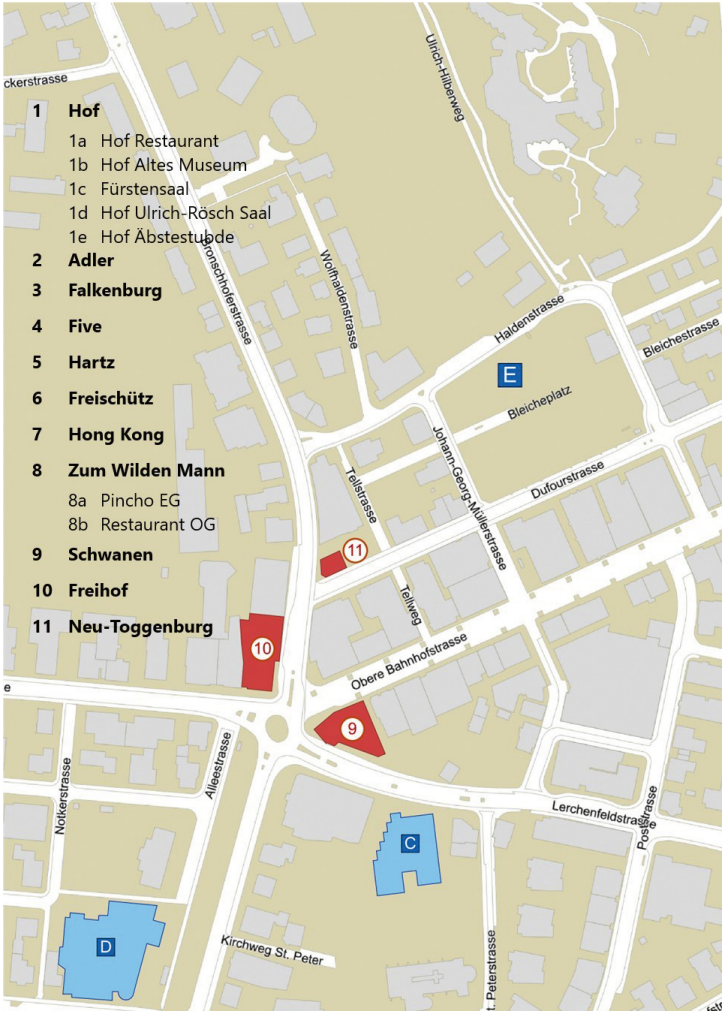 1 Hof
1a Hof Restaurant
1b Hof Altes Museum
1c Fürstensaal
1d Hof Ulrich-Rösch Saal
1e Hof Äbstestubde
2 Adler
3 Falkenburg
4 Five
5 Hartz
6 Freischütz
7 Hong Kong
8 Zum Wilden Mann
8a Pincho EG
8b Restaurant OG
9 Schwanen
10 Freihof
11 Neu-Toggenburg
ckerstrasse
Ulrich-Hilberweg
Bronschhoferstrasse
Wolfhaldenstrasse
Haldenstrasse
Bleichestrasse
E
Bleicheplatz
Johann-Georg-Müllerstrasse
Tellstrasse
Dufourstrasse
11
Tellweg
10
Obere Bahnhofstrasse
e
9
Alleestrasse
Notkerstrasse
Lerchenfeldstrasse
Poststrasse
C
D
Kirchweg St. Peter
t. Peterstrasse